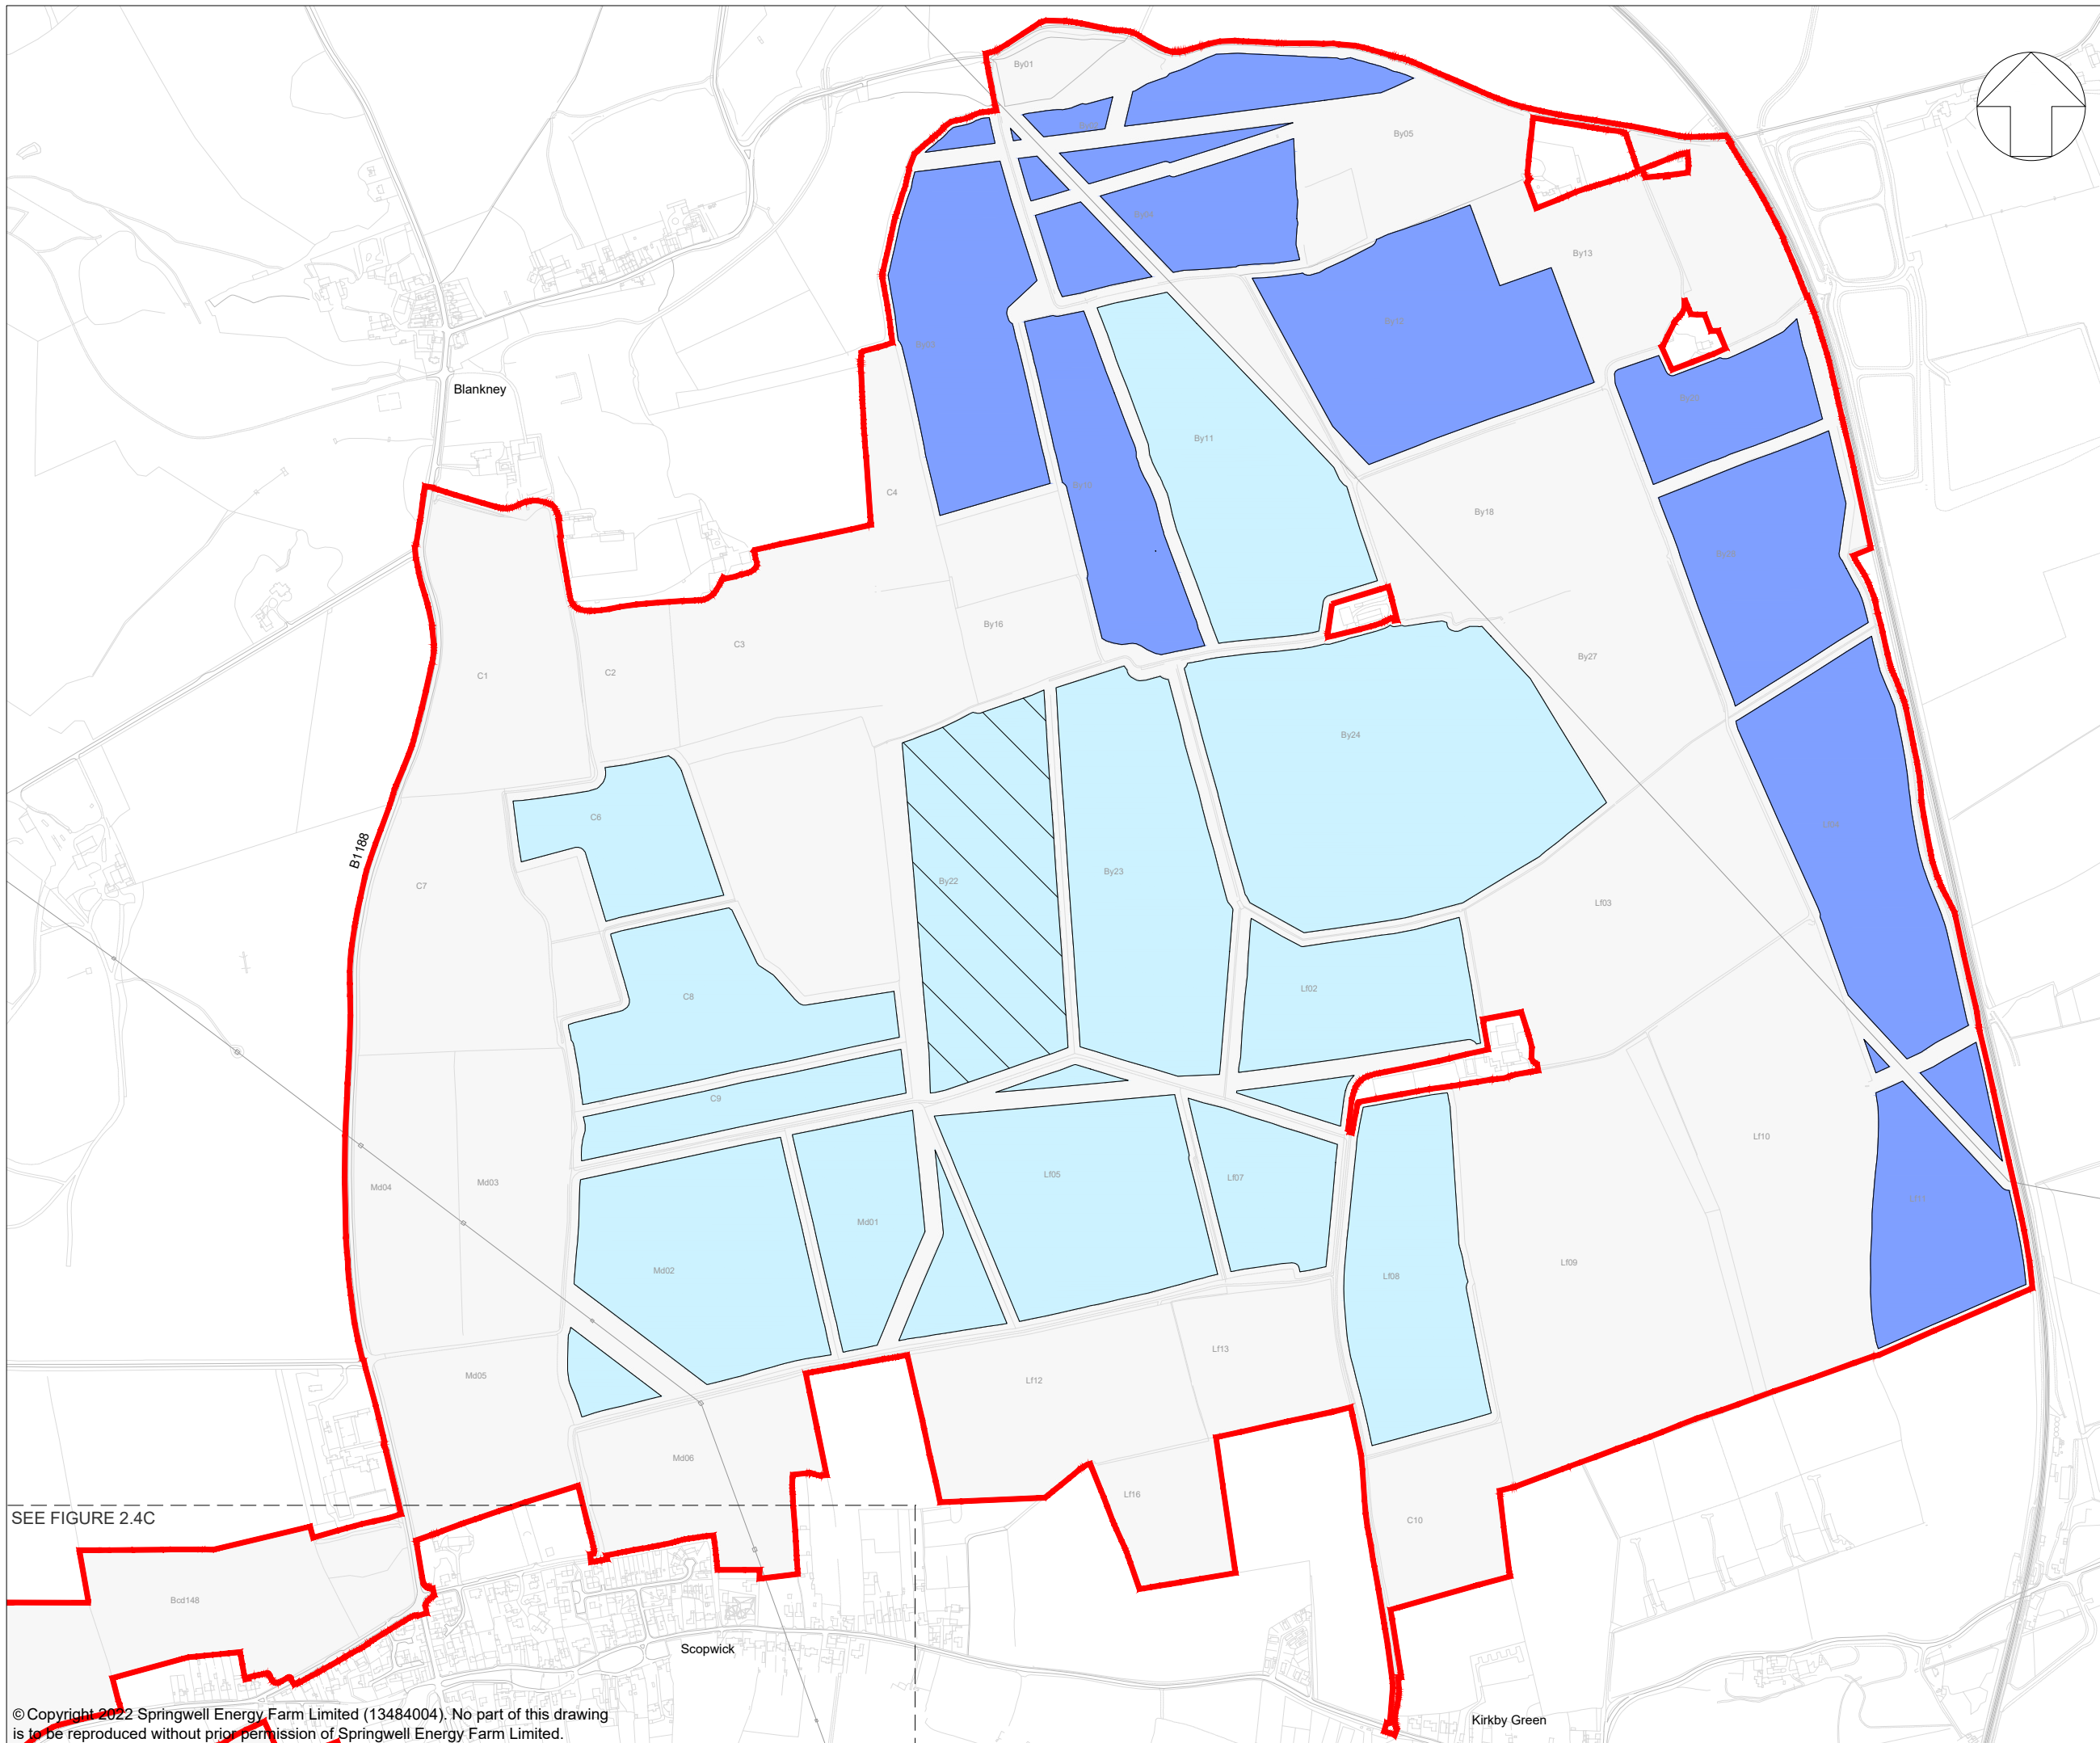 By01
By05
By13
By11
C4
By18
By16
C3
C2
C1
By27
By24
C6
C7
By22
By23
Lf03
Lf02
C8
C9
Lf10
Md04
Md03
Lf05
Lf07
Md01
Md02
Lf08
Lf09
Md05
Lf12
Lf13
Md06
Lf16
C10
Bcd148
Blankney
B1188
Scopwick
Kirkby Green
SEE FIGURE 2.4C
© Copyright 2022 Springwell Energy Farm Limited (13484004). No part of this drawing
is to be reproduced without prior permission of Springwell Energy Farm Limited.